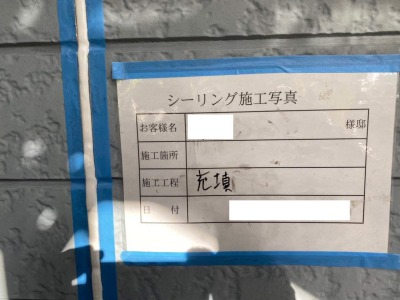 シーリング施工写真
お客様名 様邸
施工箇所
施工工程 充填
日 付